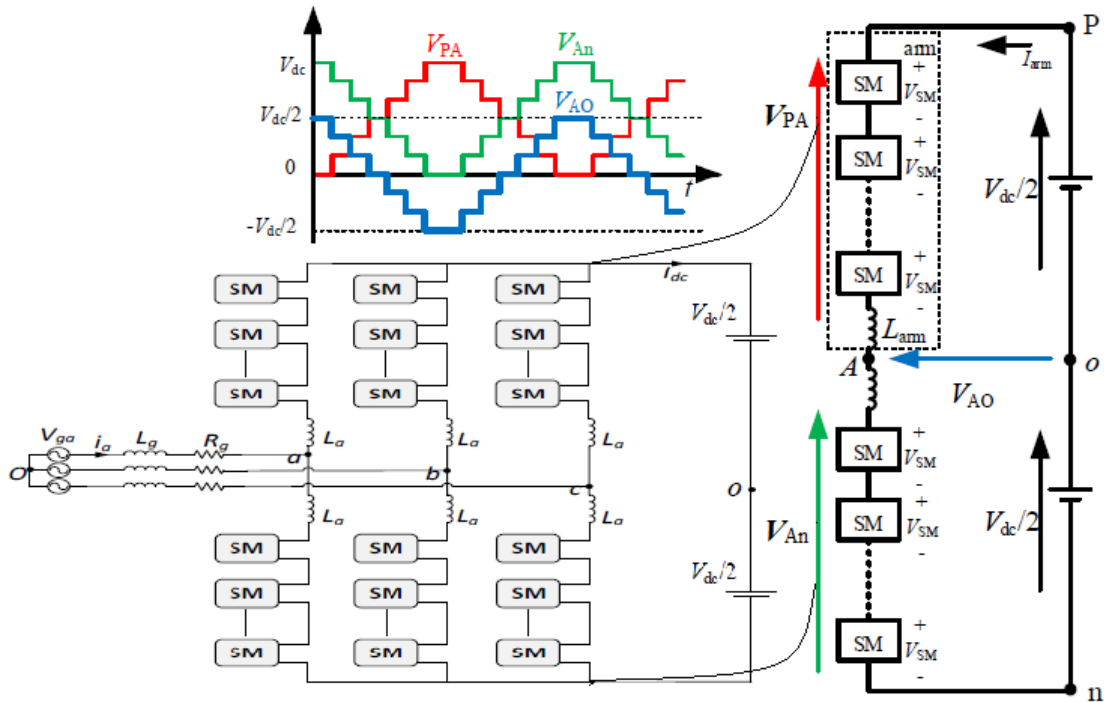 V_PA V_An
V_dc
V_dc/2 V_AO
0
t
-V_dc/2
P
arm
I_arm
SM + V_SM -
V_PA
SM + V_SM -
V_dc/2
SM + V_SM -
L_arm
A
o
V_AO
SM + V_SM -
V_An
SM + V_SM -
V_dc/2
SM + V_SM -
n
i_dc
SM SM SM
V_dc/2
SM SM SM
SM SM SM
L_a L_a L_a
V_ga i_a L_g R_g
O a b c o
L_a L_a L_a
SM SM SM
V_dc/2
SM SM SM
SM SM SM